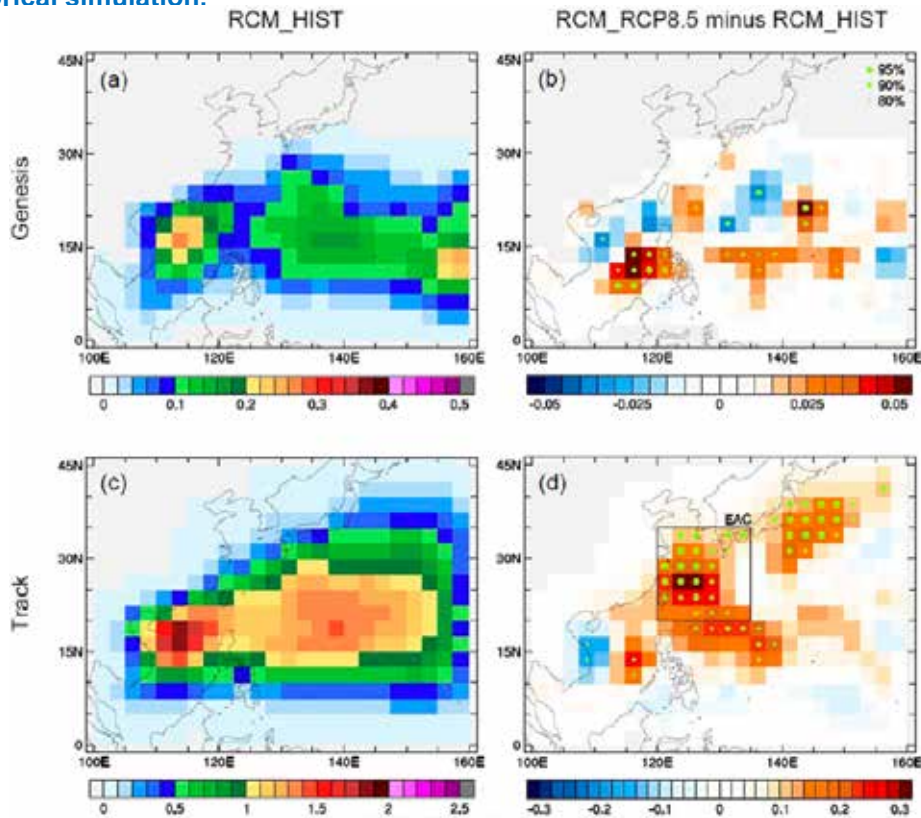 orical simulation.
RCM_HIST
RCM_RCP8.5 minus RCM_HIST
Genesis
(a)
45N
30N
15N
0
100E 120E 140E 160E
0 0.1 0.2 0.3 0.4 0.5
(b)
95%
90%
80%
45N
30N
15N
0
100E 120E 140E 160E
-0.05 -0.025 0 0.025 0.05
Track
(c)
45N
30N
15N
0
100E 120E 140E 160E
0 0.5 1 1.5 2 2.5
(d)
EAC
45N
30N
15N
0
100E 120E 140E 160E
-0.3 -0.2 -0.1 0 0.1 0.2 0.3